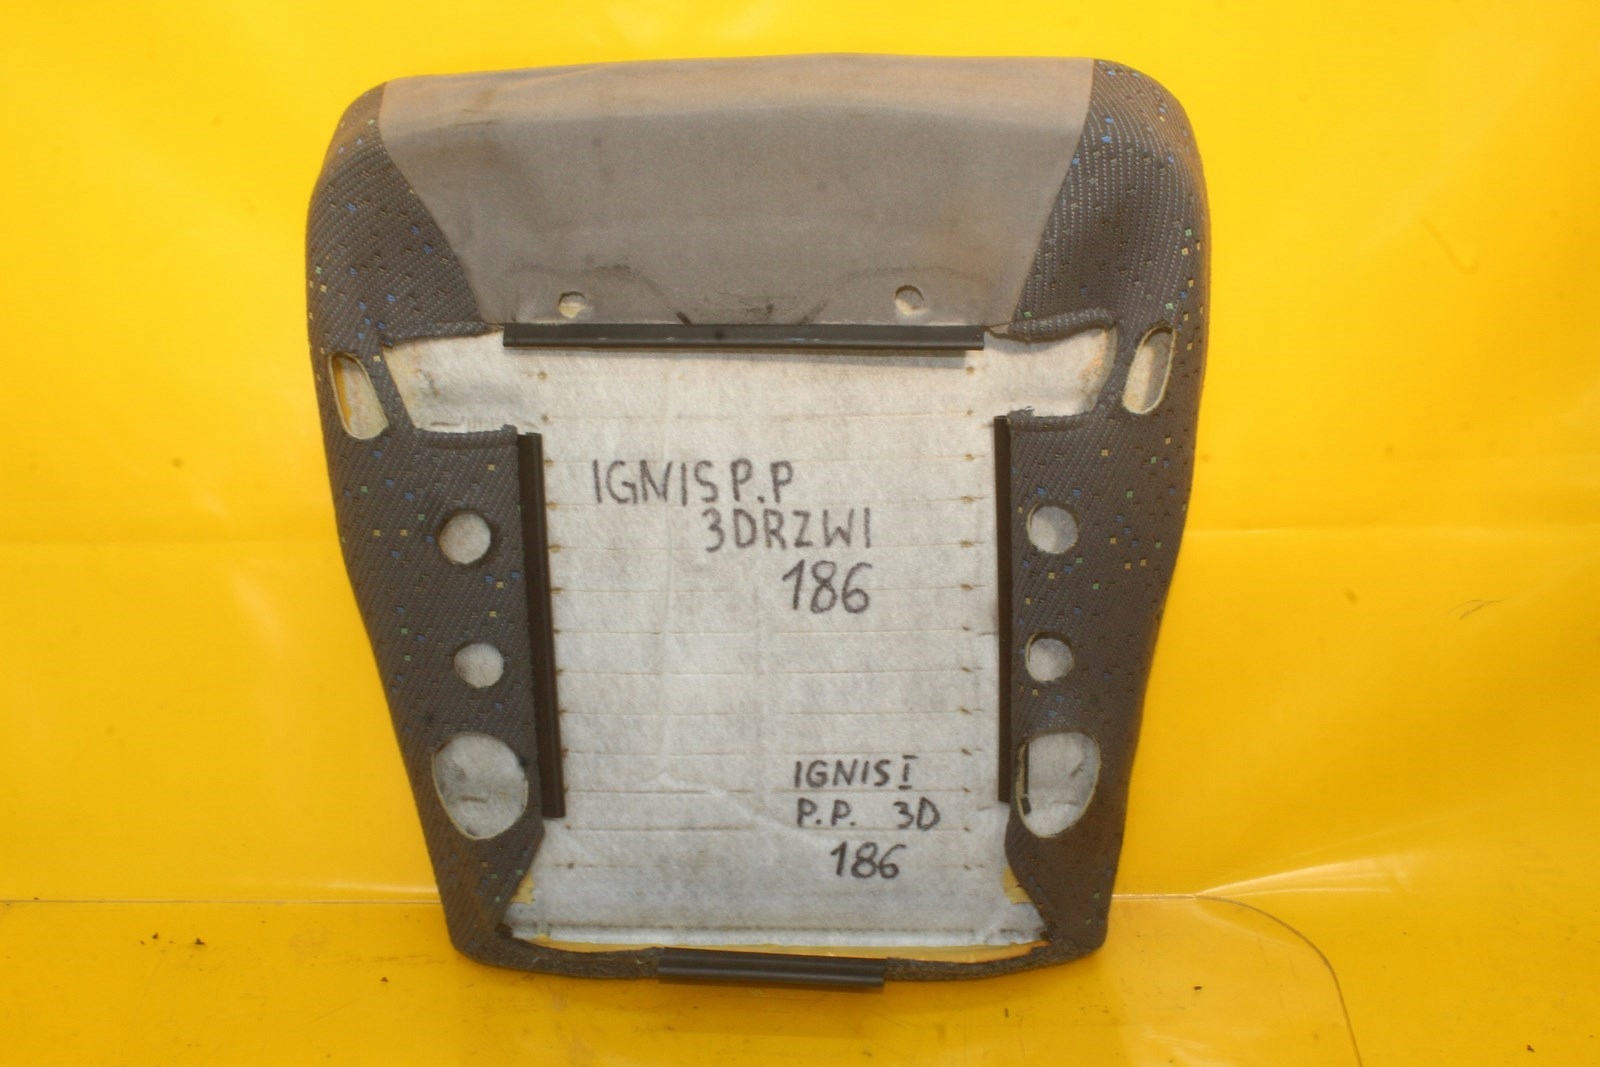 IGNIS P.P
3DRZWI
186
IGNIS I
P.P. 3D
186